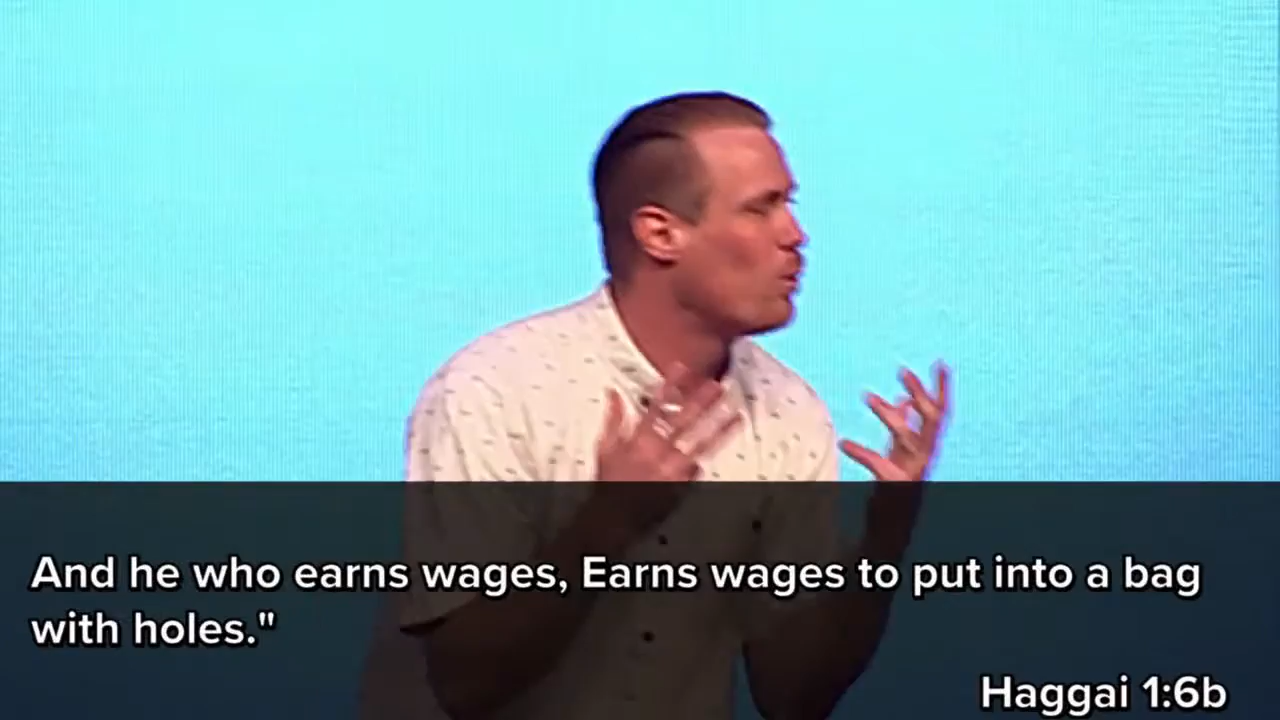 And he who earns wages, Earns wages to put into a bag
with holes."
Haggai 1:6b